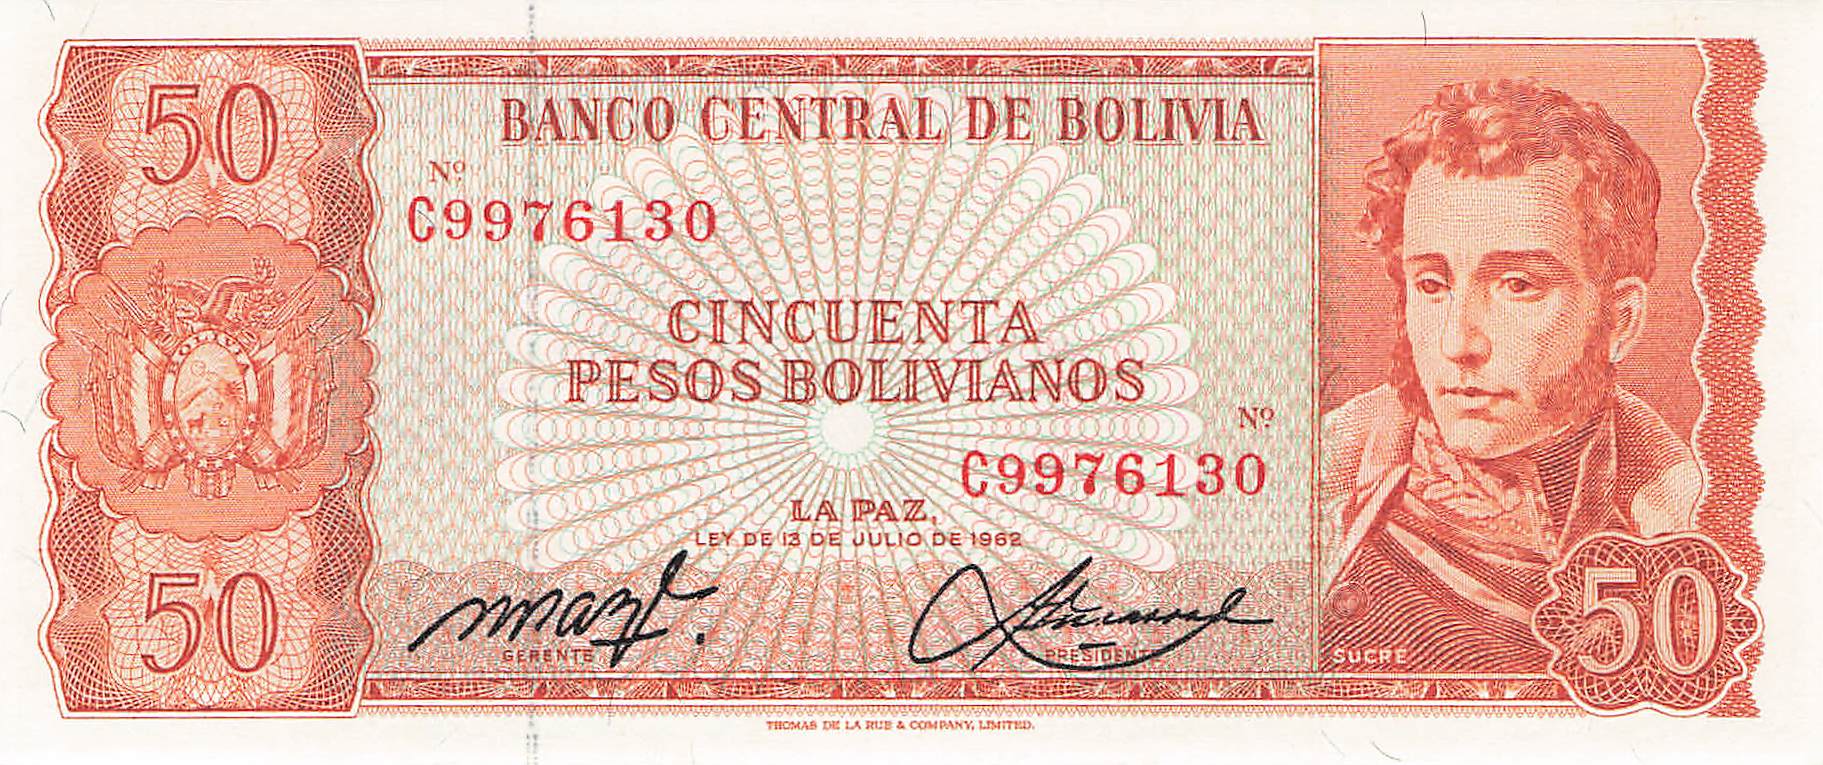 50
BANCO CENTRAL DE BOLIVIA
Nº
C9976130
CINCUENTA
PESOS BOLIVIANOS
Nº
C9976130
LA PAZ,
LEY DE 13 DE JULIO DE 1962
GERENTE
PRESIDENTE
SUCRE
50
50
THOMAS DE LA RUE & COMPANY, LIMITED.